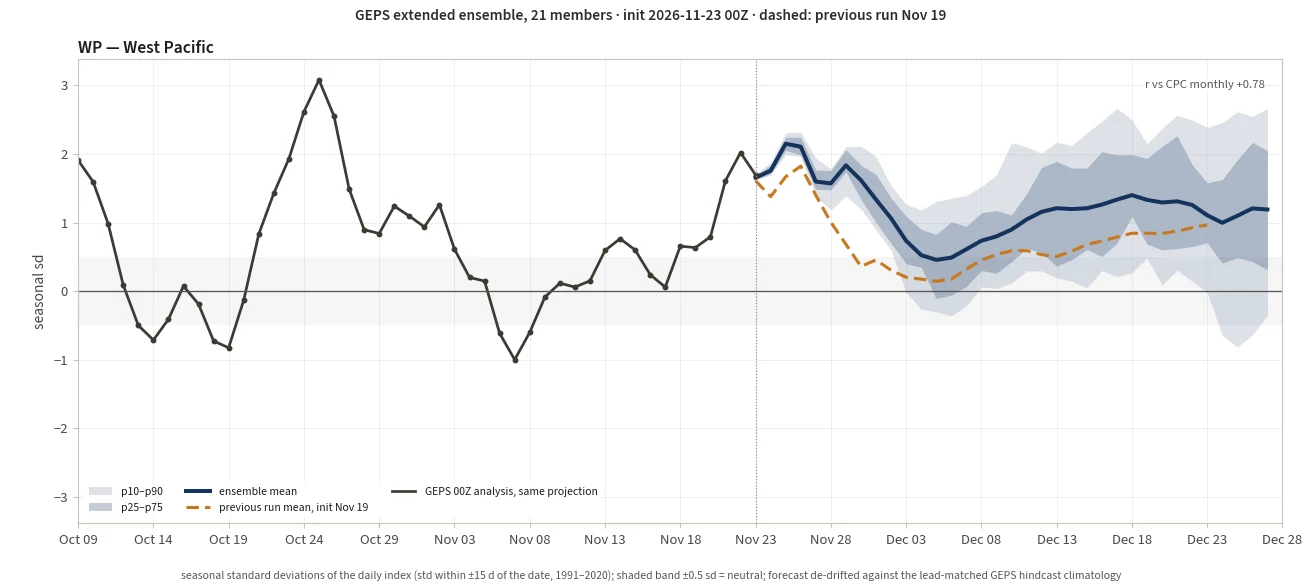 GEPS extended ensemble, 21 members · init 2026-11-23 00Z · dashed: previous run Nov 19
WP — West Pacific
r vs CPC monthly +0.78
seasonal sd
3
2
1
0
−1
−2
−3
p10–p90
ensemble mean
GEPS 00Z analysis, same projection
p25–p75
previous run mean, init Nov 19
Oct 09
Oct 14
Oct 19
Oct 24
Oct 29
Nov 03
Nov 08
Nov 13
Nov 18
Nov 23
Nov 28
Dec 03
Dec 08
Dec 13
Dec 18
Dec 23
Dec 28
seasonal standard deviations of the daily index (std within ±15 d of the date, 1991–2020); shaded band ±0.5 sd = neutral; forecast de-drifted against the lead-matched GEPS hindcast climatology